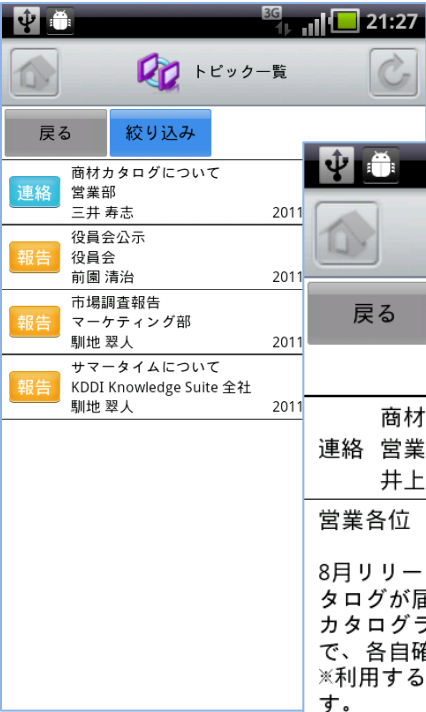 3G 21:27
トピック一覧
戻る 絞り込み
連絡
商材カタログについて
営業部
三井 寿志 2011
報告
役員会公示
役員会
前園 清治 2011
報告
市場調査報告
マーケティング部
馴地 翠人 2011
報告
サマータイムについて
KDDI Knowledge Suite 全社
馴地 翠人 2011
戻る
商材
連絡 営業
井上
営業各位
8月リリー
タログが届
カタログラ
で、各自確
※利用する
す。